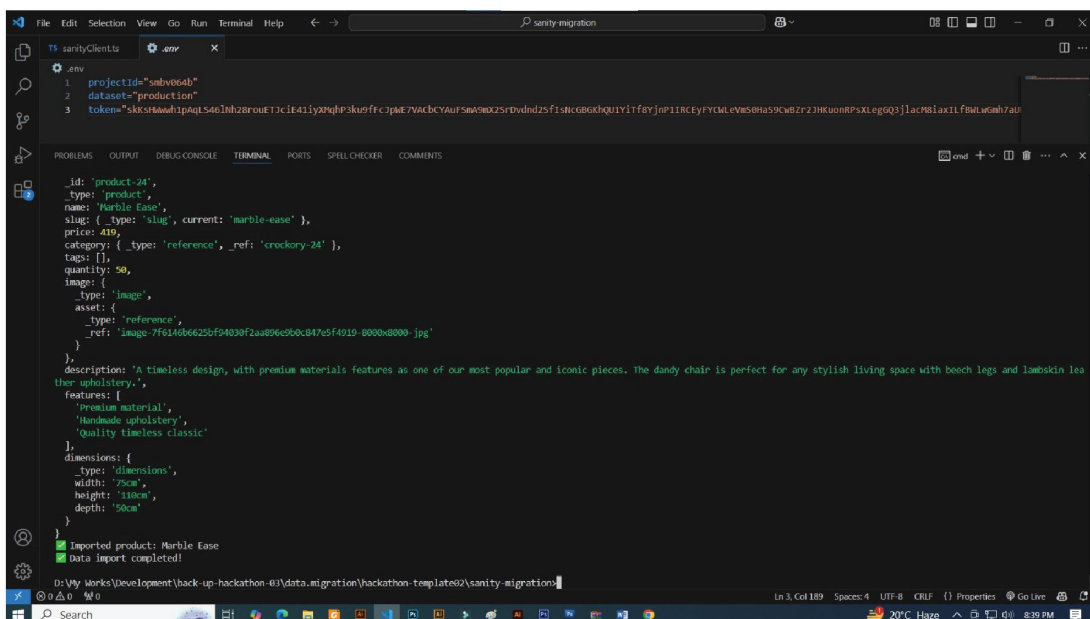 File Edit Selection View Go Run Terminal Help
sanity-migration
TS sanityClient.ts
.env
.env
1 projectId="smbv064b"
2 dataset="production"
3
PROBLEMS OUTPUT DEBUG CONSOLE TERMINAL PORTS SPELL CHECKER COMMENTS
cmd
_id: 'product-24',
_type: 'product',
name: 'Marble Ease',
slug: { _type: 'slug', current: 'marble-ease' },
price: 419,
category: { _type: 'reference', _ref: 'crockory-24' },
tags: [],
quantity: 50,
image: {
_type: 'image',
asset: {
_type: 'reference',
_ref: 'image-7f6146b6625bf94030f2aa896e9b0c847e5f4919-8000x8000-jpg'
}
},
description: 'A timeless design, with premium materials features as one of our most popular and iconic pieces. The dandy chair is perfect for any stylish living space with beech legs and lambskin lea
ther upholstery.',
features: [
'Premium material',
'Handmade upholstery',
'Quality timeless classic'
],
dimensions: {
_type: 'dimensions',
width: '75cm',
height: '110cm',
depth: '50cm'
}
}
✅ Imported product: Marble Ease
✅ Data import completed!
D:\My Works\Development\back-up-hackathon-03\data.migration\hackathon-template02\sanity-migration>
0 0 0 Ln 3, Col 189 Spaces: 4 UTF-8 CRLF {} Properties Go Live
Search 20°C Haze 8:39 PM